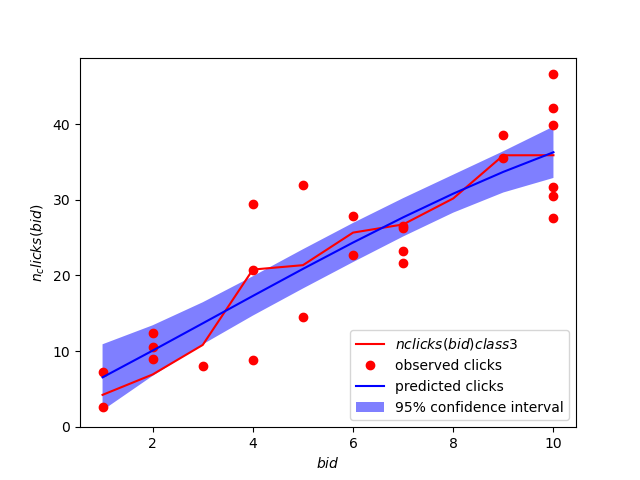 40
30
20
10
0
n_clicks(bid)
nclicks(bid)class3
observed clicks
predicted clicks
95% confidence interval
2
4
6
8
10
bid